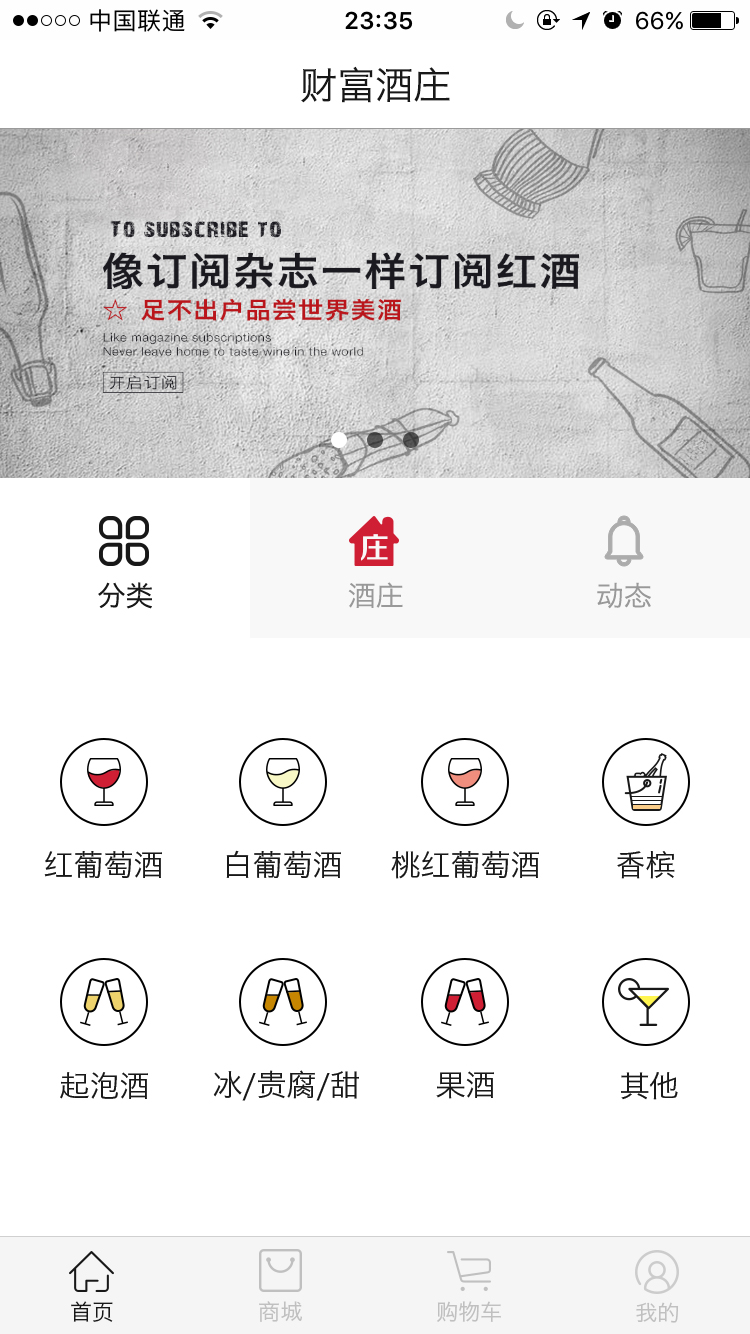 中国联通
23:35
66%
财富酒庄
TO SUBSCRIBE TO
像订阅杂志一样订阅红酒
☆ 足不出户品尝世界美酒
Like magazine subscriptions
Never leave home to taste wine in the world
开启订阅
分类
庄
酒庄
动态
红葡萄酒
白葡萄酒
桃红葡萄酒
香槟
起泡酒
冰/贵腐/甜
果酒
其他
首页
商城
购物车
我的